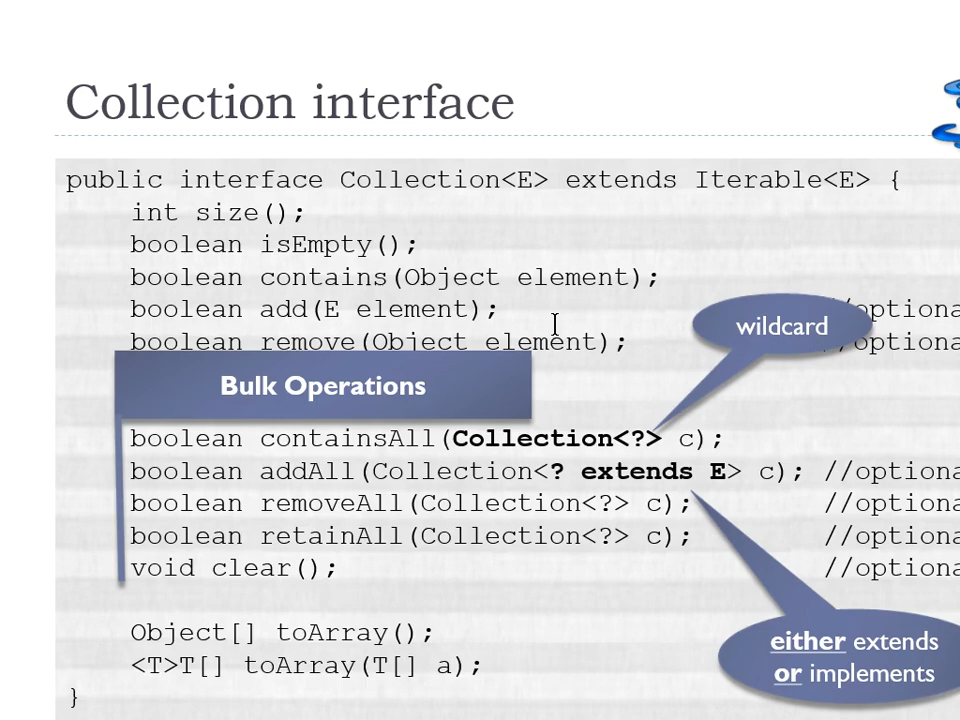 Collection interface
public interface Collection<E> extends Iterable<E> {
int size();
boolean isEmpty();
boolean contains(Object element);
boolean add(E element); //optiona
wildcard
boolean remove(Object element); //optiona
Bulk Operations
boolean containsAll(Collection<?> c);
boolean addAll(Collection<? extends E> c); //optiona
boolean removeAll(Collection<?> c); //optiona
boolean retainAll(Collection<?> c); //optiona
void clear(); //optiona
Object[] toArray();
<T>T[] toArray(T[] a);
either extends
or implements
}